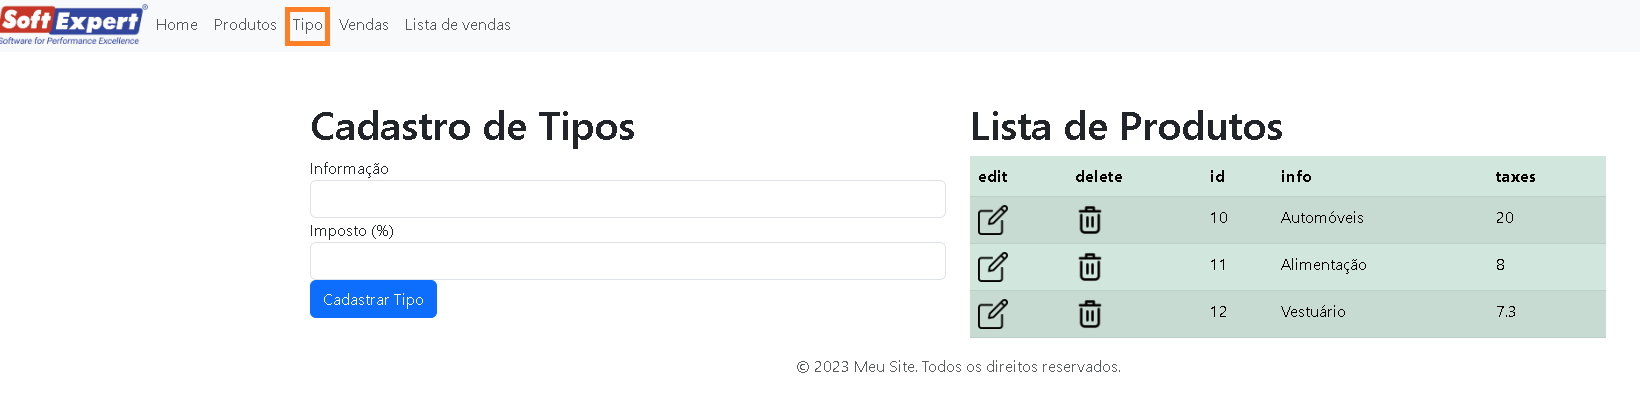 SoftExpert®
Software for Performance Excellence
Home Produtos Tipo Vendas Lista de vendas
Cadastro de Tipos
Informação
Imposto (%)
Cadastrar Tipo
Lista de Produtos
edit delete id info taxes
10 Automóveis 20
11 Alimentação 8
12 Vestuário 7.3
© 2023 Meu Site. Todos os direitos reservados.